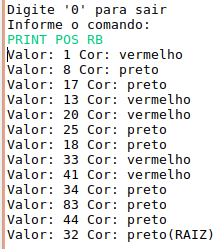 Digite '0' para sair
Informe o comando:
PRINT POS RB
Valor: 1 Cor: vermelho
Valor: 8 Cor: preto
Valor: 17 Cor: preto
Valor: 13 Cor: vermelho
Valor: 20 Cor: vermelho
Valor: 25 Cor: preto
Valor: 18 Cor: preto
Valor: 33 Cor: vermelho
Valor: 41 Cor: vermelho
Valor: 34 Cor: preto
Valor: 83 Cor: preto
Valor: 44 Cor: preto
Valor: 32 Cor: preto(RAIZ)